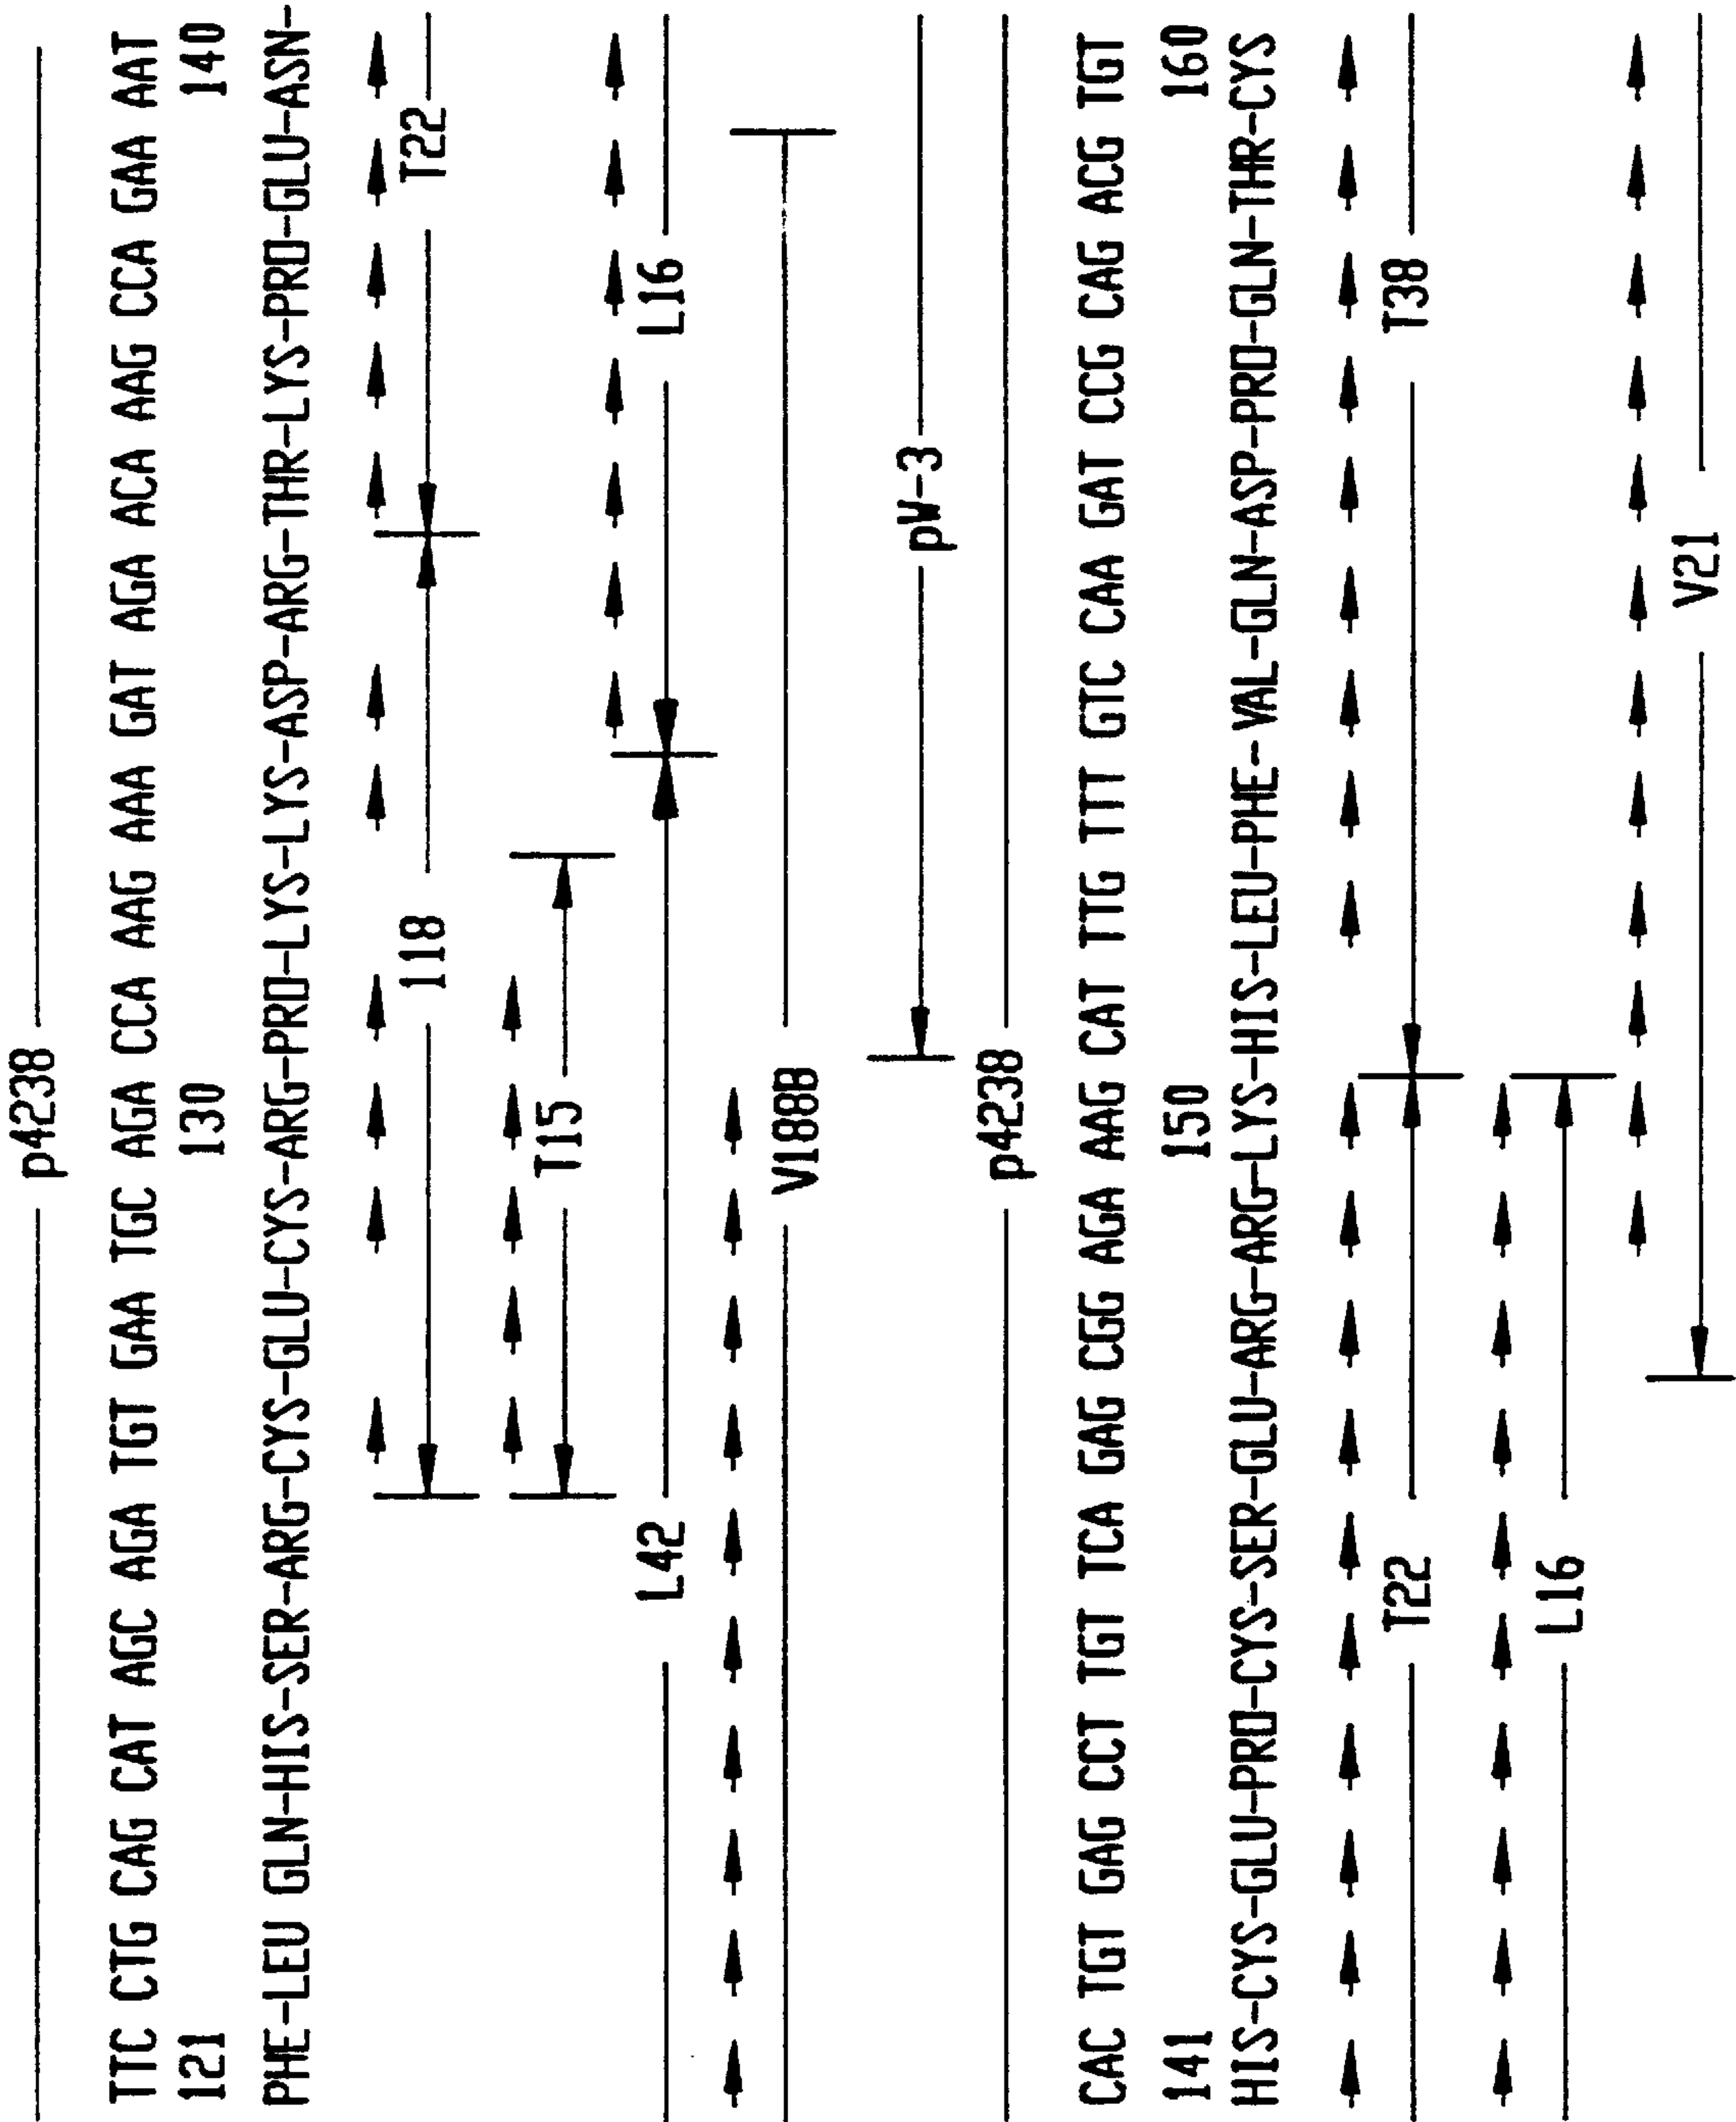 p4238
TTC CTG CAG CAT AGC AGA TGT GAA TGC AGA CCA AAG AAA GAT AGA ACA AAG CCA GAA AAT
121 130 140
PHE-LEU GLN-HIS-SER-ARG-CYS-GLU-CYS-ARG-PRO-LYS-LYS-ASP-ARG-THR-LYS-PRO-GLU-ASN-
118 T22
T15
L42 L16
V188B
pW-3
p4238
CAC TGT GAG CCT TGT TCA GAG CGG AGA AAG CAT TTG TTT GTC CAA GAT CCG CAG ACG TGT
141 150 160
HIS-CYS-GLU-PRO-CYS-SER-GLU-ARG-ARG-LYS-HIS-LEU-PHE-VAL-GLN-ASP-PRO-GLN-THR-CYS
T22 T38
L16
V21